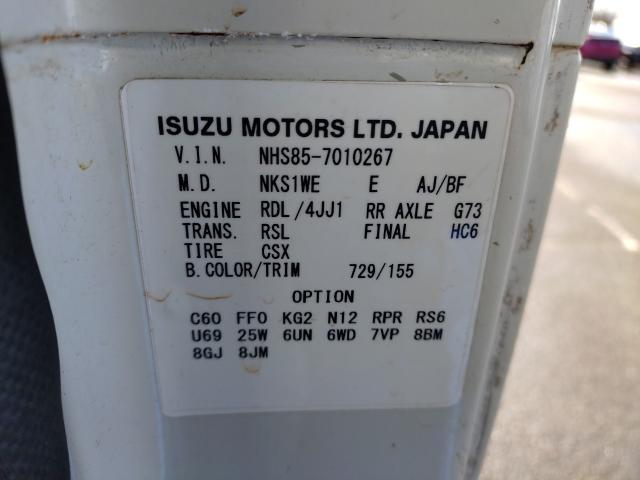 ISUZU MOTORS LTD. JAPAN
V.I.N. NHS85-7010267
M.D. NKS1WE E AJ/BF
ENGINE RDL/4JJ1 RR AXLE G73
TRANS. RSL FINAL HC6
TIRE CSX
B.COLOR/TRIM 729/155
OPTION
C60 FF0 KG2 N12 RPR RS6
U69 25W 6UN 6WD 7VP 8BM
8GJ 8JM